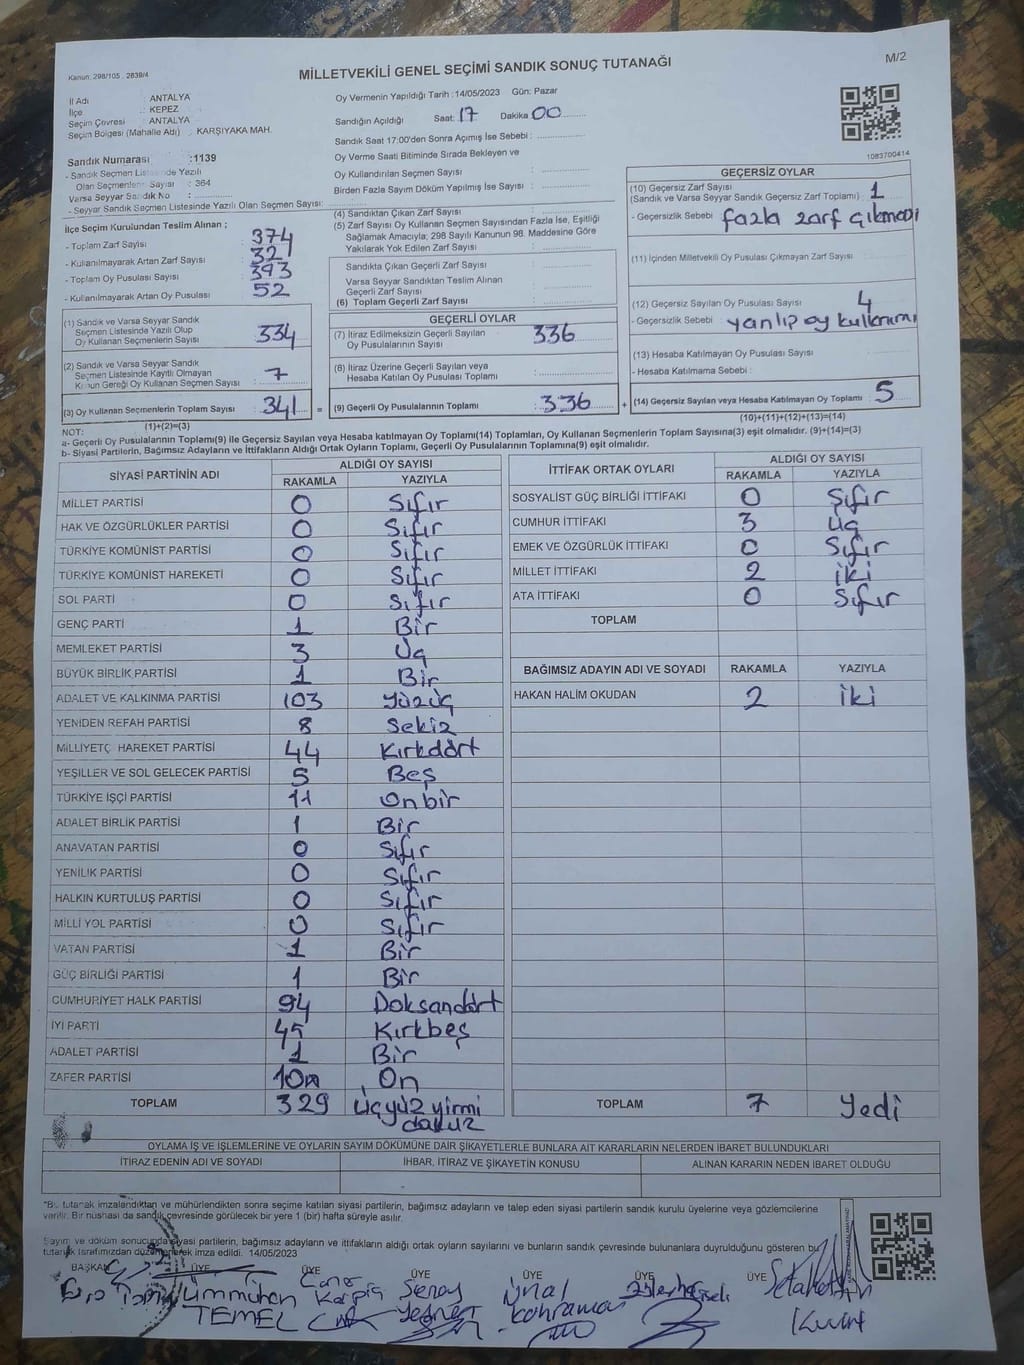 Kanun: 298/105 . 2839/4
MİLLETVEKİLİ GENEL SEÇİMİ SANDIK SONUÇ TUTANAĞI
M/2
İl Adı : ANTALYA
İlçe : KEPEZ
Seçim Çevresi : ANTALYA
Seçim Bölgesi (Mahalle Adı) : KARŞIYAKA MAH.
Oy Vermenin Yapıldığı Tarih :14/05/2023 Gün: Pazar
Sandığın Açıldığı Saat: 17 Dakika 00
Sandık Saat 17:00'den Sonra Açılmış İse Sebebi :
Oy Verme Saati Bitiminde Sırada Bekleyen ve
Oy Kullandırılan Seçmen Sayısı :
Birden Fazla Sayım Döküm Yapılmış İse Sayısı :
1083700414
Sandık Numarası :1139
- Sandık Seçmen Listesinde Yazılı
Olan Seçmenlerin Sayısı : 364
Varsa Seyyar Sandık No :
- Seyyar Sandık Seçmen Listesinde Yazılı Olan Seçmen Sayısı:
İlçe Seçim Kurulundan Teslim Alınan ;
- Toplam Zarf Sayısı : 374
- Kullanılmayarak Artan Zarf Sayısı : 32
- Toplam Oy Pusulası Sayısı : 393
- Kullanılmayarak Artan Oy Pusulası : 52
(1) Sandık ve Varsa Seyyar Sandık
Seçmen Listesinde Yazılı Olup
Oy Kullanan Seçmenlerin Sayısı : 334
(2) Sandık ve Varsa Seyyar Sandık
Seçmen Listesinde Kayıtlı Olmayan
Kanun Gereği Oy Kullanan Seçmen Sayısı : 7
(3) Oy Kullanan Seçmenlerin Toplam Sayısı : 341 =
(1)+(2)=(3)
(4) Sandıktan Çıkan Zarf Sayısı :
(5) Zarf Sayısı Oy Kullanan Seçmen Sayısından Fazla İse, Eşitliği
Sağlamak Amacıyla; 298 Sayılı Kanunun 98. Maddesine Göre
Yakılarak Yok Edilen Zarf Sayısı :
Sandıkta Çıkan Geçerli Zarf Sayısı :
Varsa Seyyar Sandıktan Teslim Alınan
Geçerli Zarf Sayısı :
(6) Toplam Geçerli Zarf Sayısı :
GEÇERLİ OYLAR
(7) İtiraz Edilmeksizin Geçerli Sayılan
Oy Pusulalarının Sayısı : 336
(8) İtiraz Üzerine Geçerli Sayılan veya
Hesaba Katılan Oy Pusulası Toplamı :
(9) Geçerli Oy Pusulalarının Toplamı : 336 +
GEÇERSİZ OYLAR
(10) Geçersiz Zarf Sayısı
(Sandık ve Varsa Seyyar Sandık Geçersiz Zarf Toplamı) : 1
- Geçersizlik Sebebi : fazla zarf çıkmadı
(11) İçinden Milletvekili Oy Pusulası Çıkmayan Zarf Sayısı :
(12) Geçersiz Sayılan Oy Pusulası Sayısı : 4
- Geçersizlik Sebebi : yanlış oy kullanımı
(13) Hesaba Katılmayan Oy Pusulası Sayısı :
- Hesaba Katılmama Sebebi :
(14) Geçersiz Sayılan veya Hesaba Katılmayan Oy Toplamı : 5
(10)+(11)+(12)+(13)=(14)
NOT:
a- Geçerli Oy Pusulalarının Toplamı(9) ile Geçersiz Sayılan veya Hesaba katılmayan Oy Toplamı(14) Toplamları, Oy Kullanan Seçmenlerin Toplam Sayısına(3) eşit olmalıdır. (9)+(14)=(3)
b- Siyasi Partilerin, Bağımsız Adayların ve İttifakların Aldığı Ortak Oyların Toplamı, Geçerli Oy Pusulalarının Toplamına(9) eşit olmalıdır.
SİYASİ PARTİNİN ADI ALDIĞI OY SAYISI
RAKAMLA YAZIYLA
MİLLET PARTİSİ 0 Sıfır
HAK VE ÖZGÜRLÜKLER PARTİSİ 0 Sıfır
TÜRKİYE KOMÜNİST PARTİSİ 0 Sıfır
TÜRKİYE KOMÜNİST HAREKETİ 0 Sıfır
SOL PARTİ 0 Sıfır
GENÇ PARTİ 1 Bir
MEMLEKET PARTİSİ 3 Üç
BÜYÜK BİRLİK PARTİSİ 1 Bir
ADALET VE KALKINMA PARTİSİ 103 Yüzüç
YENİDEN REFAH PARTİSİ 8 Sekiz
MİLLİYETÇİ HAREKET PARTİSİ 44 Kırkdört
YEŞİLLER VE SOL GELECEK PARTİSİ 5 Beş
TÜRKİYE İŞÇİ PARTİSİ 11 Onbir
ADALET BİRLİK PARTİSİ 1 Bir
ANAVATAN PARTİSİ 0 Sıfır
YENİLİK PARTİSİ 0 Sıfır
HALKIN KURTULUŞ PARTİSİ 0 Sıfır
MİLLİ YOL PARTİSİ 0 Sıfır
VATAN PARTİSİ 1 Bir
GÜÇ BİRLİĞİ PARTİSİ 1 Bir
CUMHURİYET HALK PARTİSİ 94 Doksandört
İYİ PARTİ 45 Kırkbeş
ADALET PARTİSİ 1 Bir
ZAFER PARTİSİ 10 On
TOPLAM 329 Üçyüz yirmi
dokuz
İTTİFAK ORTAK OYLARI ALDIĞI OY SAYISI
RAKAMLA YAZIYLA
SOSYALİST GÜÇ BİRLİĞİ İTTİFAKI 0 Sıfır
CUMHUR İTTİFAKI 3 Üç
EMEK VE ÖZGÜRLÜK İTTİFAKI 0 Sıfır
MİLLET İTTİFAKI 2 iki
ATA İTTİFAKI 0 Sıfır
TOPLAM
BAĞIMSIZ ADAYIN ADI VE SOYADI RAKAMLA YAZIYLA
HAKAN HALİM OKUDAN 2 iki
TOPLAM 7 Yedi
OYLAMA İŞ VE İŞLEMLERİNE VE OYLARIN SAYIM DÖKÜMÜNE DAİR ŞİKAYETLERLE BUNLARA AİT KARARLARIN NELERDEN İBARET BULUNDUKLARI
İTİRAZ EDENİN ADI VE SOYADI İHBAR, İTİRAZ VE ŞİKAYETİN KONUSU ALINAN KARARIN NEDEN İBARET OLDUĞU
"Bu tutanak imzalandıktan ve mühürlendikten sonra seçime katılan siyasi partilerin, bağımsız adayların ve talep eden siyasi partilerin sandık kurulu üyelerine veya gözlemcilerine
verilir. Bir nüshası da sandık çevresinde görülecek bir yere 1 (bir) hafta süreyle asılır.
Sayım ve döküm sonucunda siyasi partilerin, bağımsız adayların ve ittifakların aldığı ortak oyların sayılarını ve bunların sandık çevresinde bulunanlara duyrulduğunu gösteren bu
tutanak tarafımızdan düzenlenerek imza edildi. 14/05/2023
BAŞKAN ÜYE ÜYE ÜYE ÜYE ÜYE ÜYE
Ümmühan TEMEL
Caner
Senay
Ünal Kahraman
Selahattin
Kurt